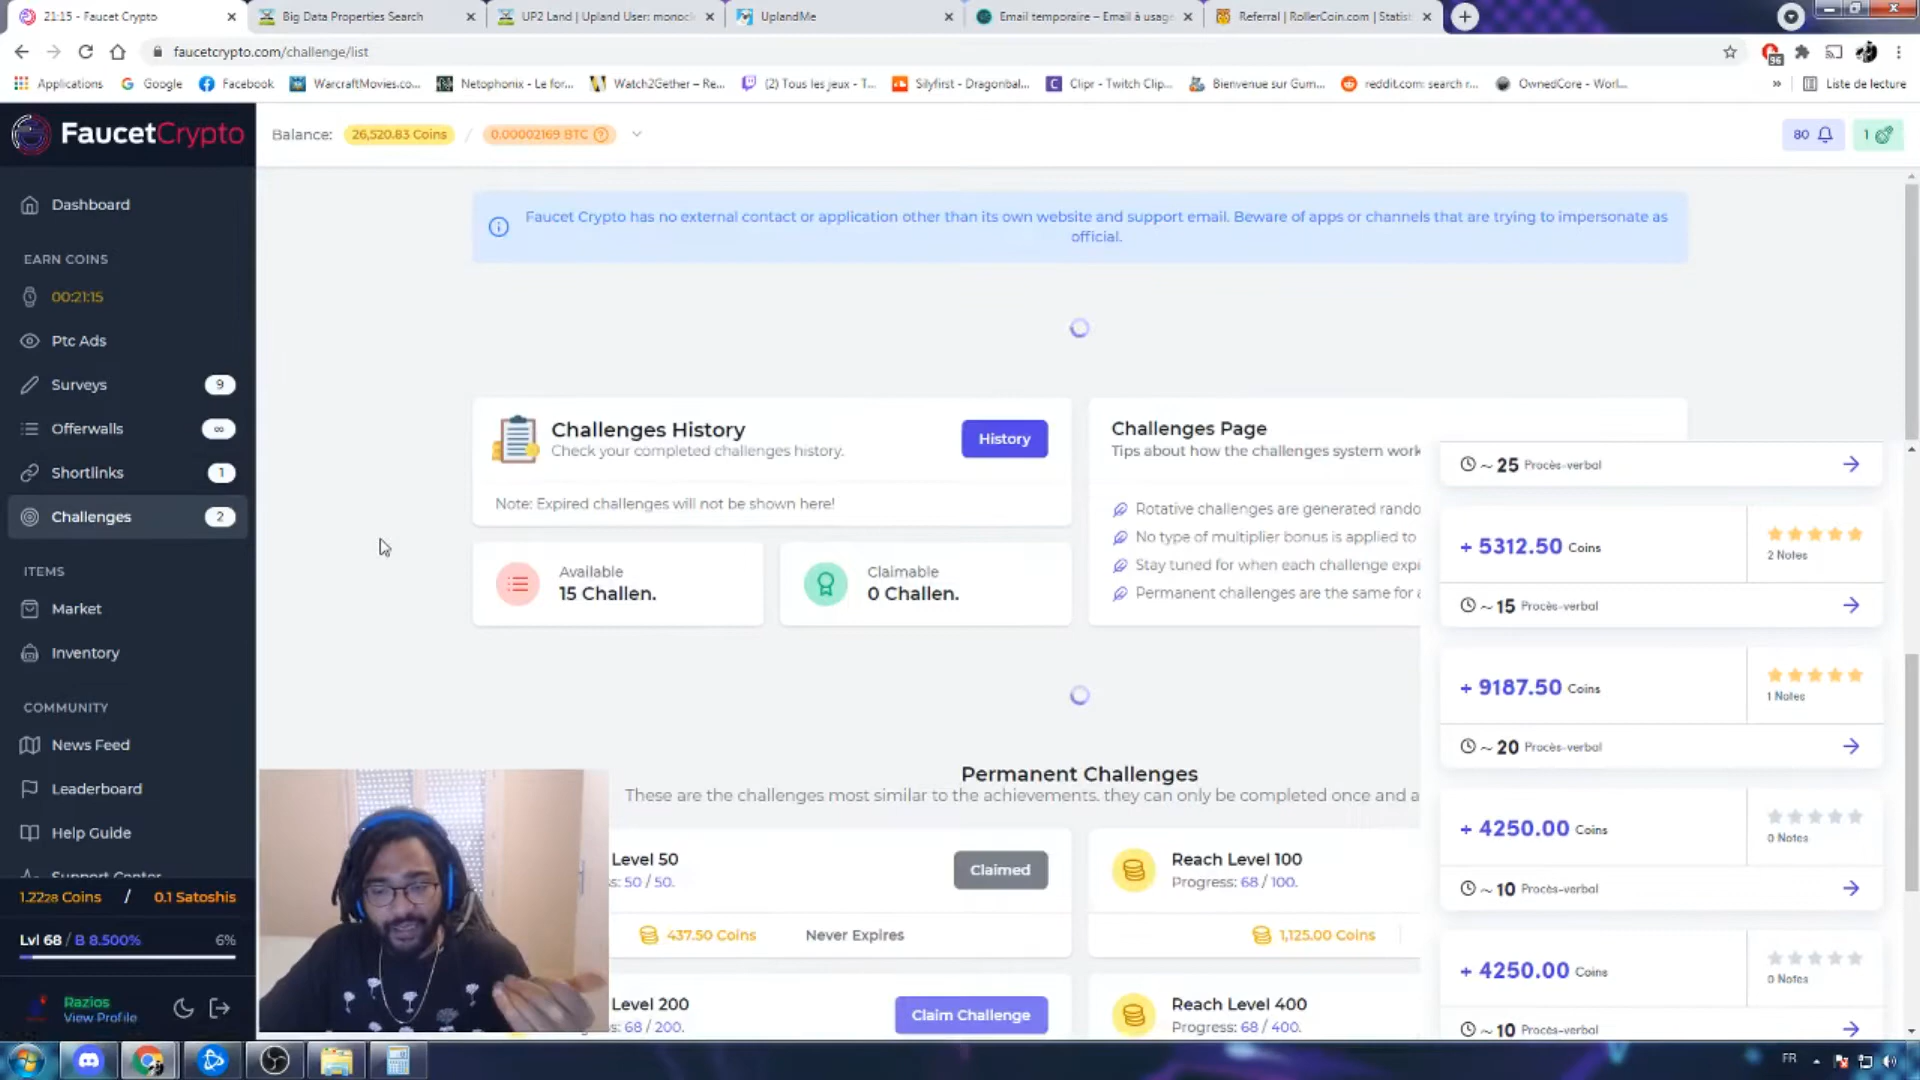 21:15 - Faucet Crypto
Big Data Properties Search
UP2 Land | Upland User: monoc
UplandMe
Email temporaire – Email à usage
Referral | RollerCoin.com | Statist
faucetcrypto.com/challenge/list
96
Applications
Google
Facebook
WarcraftMovies.co...
Netophonix - Le for...
Watch2Gether – Re...
(2) Tous les jeux - T...
Silyfirst - Dragonbal...
Clipr - Twitch Clip...
Bienvenue sur Gum...
reddit.com: search r...
OwnedCore - Worl...
»
Liste de lecture
FaucetCrypto
Balance:
26,520.83 Coins
/
0.00002169 BTC
80
1
Dashboard
EARN COINS
00:21:15
Ptc Ads
Surveys
9
Offerwalls
∞
Shortlinks
1
Challenges
2
ITEMS
Market
Inventory
COMMUNITY
News Feed
Leaderboard
Help Guide
Support Center
1.2228 Coins / 0.1 Satoshis
Lvl 68 / B 8.500%
6%
Razios
View Profile
Faucet Crypto has no external contact or application other than its own website and support email. Beware of apps or channels that are trying to impersonate as
official.
Challenges History
Check your completed challenges history.
History
Note: Expired challenges will not be shown here!
Available
15 Challen.
Claimable
0 Challen.
Challenges Page
Tips about how the challenges system work
Rotative challenges are generated rando
No type of multiplier bonus is applied to
Stay tuned for when each challenge expi
Permanent challenges are the same for a
~ 25 Procès-verbal
+ 5312.50 Coins
2 Notes
~ 15 Procès-verbal
+ 9187.50 Coins
1 Notes
~ 20 Procès-verbal
+ 4250.00 Coins
0 Notes
~ 10 Procès-verbal
+ 4250.00 Coins
0 Notes
~ 10 Procès-verbal
Permanent Challenges
These are the challenges most similar to the achievements. they can only be completed once and a
Level 50
s: 50 / 50.
Claimed
437.50 Coins
Never Expires
Reach Level 100
Progress: 68 / 100.
1,125.00 Coins
Level 200
68 / 200.
Claim Challenge
Reach Level 400
Progress: 68 / 400.
FR